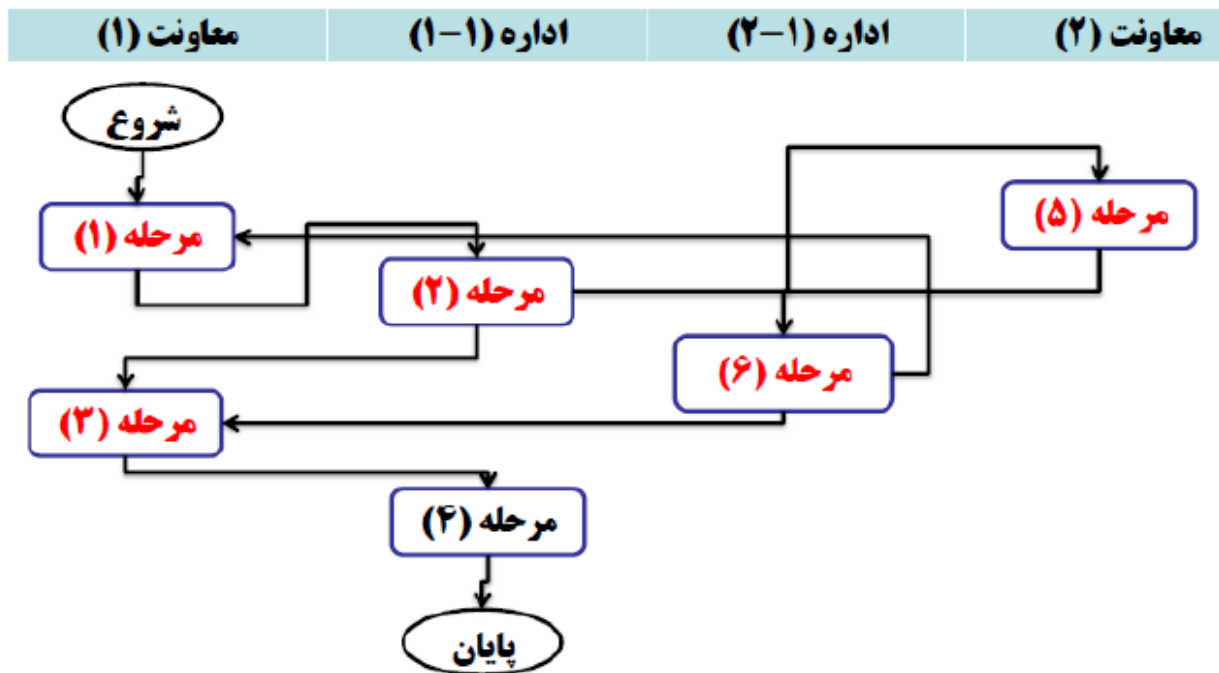 معاونت (۱)
اداره (۱-۱)
اداره (۱-۲)
معاونت (۲)
شروع
مرحله (۱)
مرحله (۵)
مرحله (۲)
مرحله (۶)
مرحله (۳)
مرحله (۴)
پایان